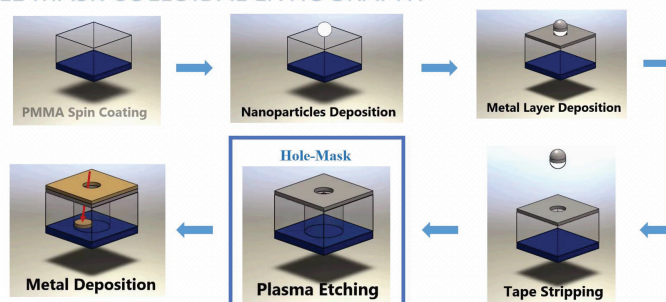 PMMA Spin Coating
Nanoparticles Deposition
Metal Layer Deposition
Hole-Mask
Metal Deposition
Plasma Etching
Tape Stripping